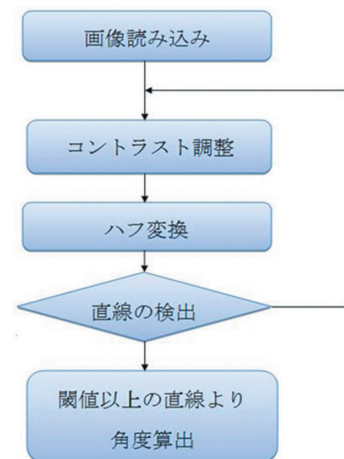 画像読み込み
コントラスト調整
ハフ変換
直線の検出
閾値以上の直線より
角度算出